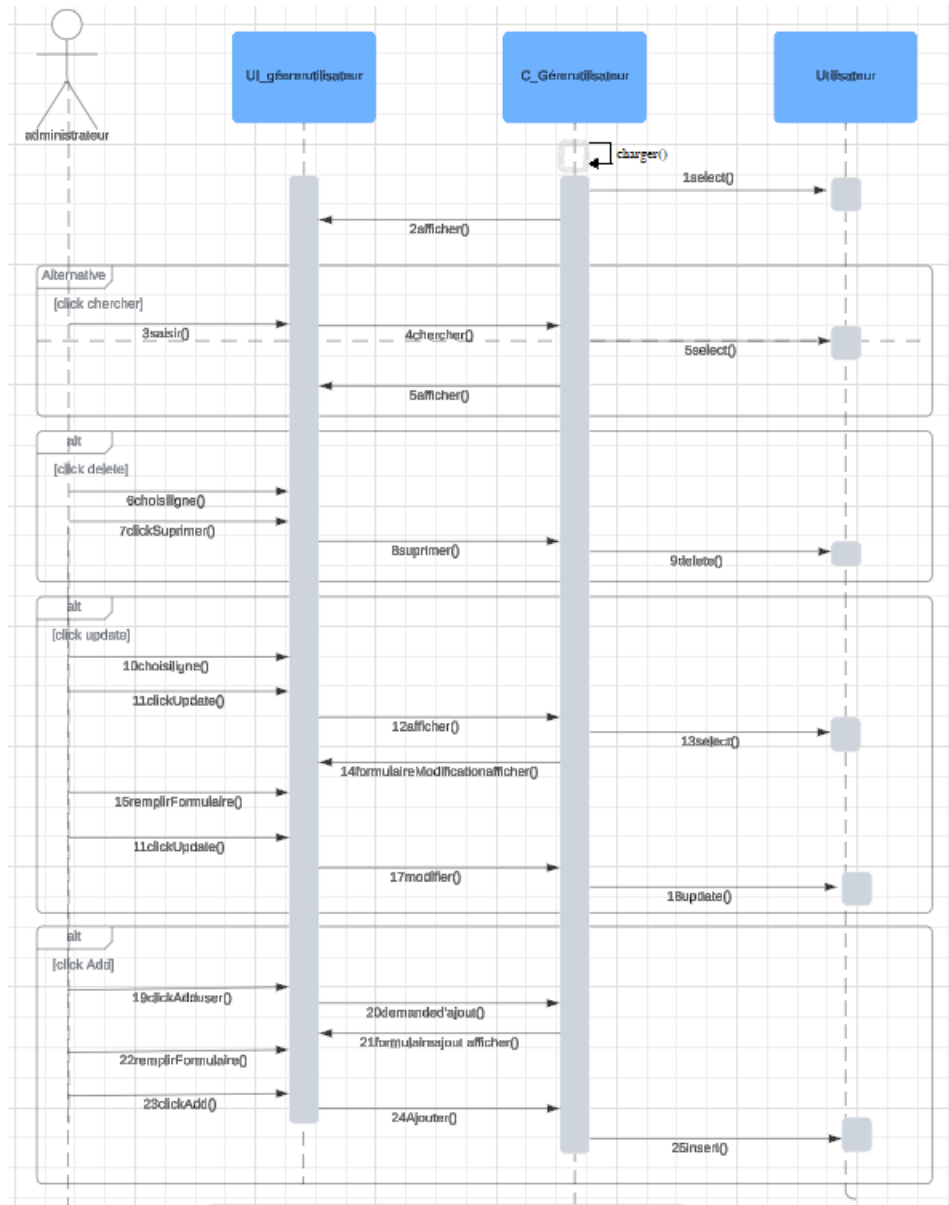 UI_gérerutilisateur
C_Gérerutilisateur
Utilisateur
administrateur
charger()
1select()
2afficher()
Alternative
[click chercher]
3saisir()
4chercher()
5select()
5afficher()
alt
[click delete]
6choisiligne()
7clickSuprimer()
8suprimer()
9delete()
alt
[click update]
10choisiligne()
11clickUpdate()
12afficher()
13select()
14formulaireModificationafficher()
15remplirFormulaire()
11clickUpdate()
17modifier()
18update()
alt
[click Add]
19clickAdduser()
20demanded'ajout()
21formulaireajout afficher()
22remplirFormulaire()
23clickAdd()
24Ajouter()
25insert()